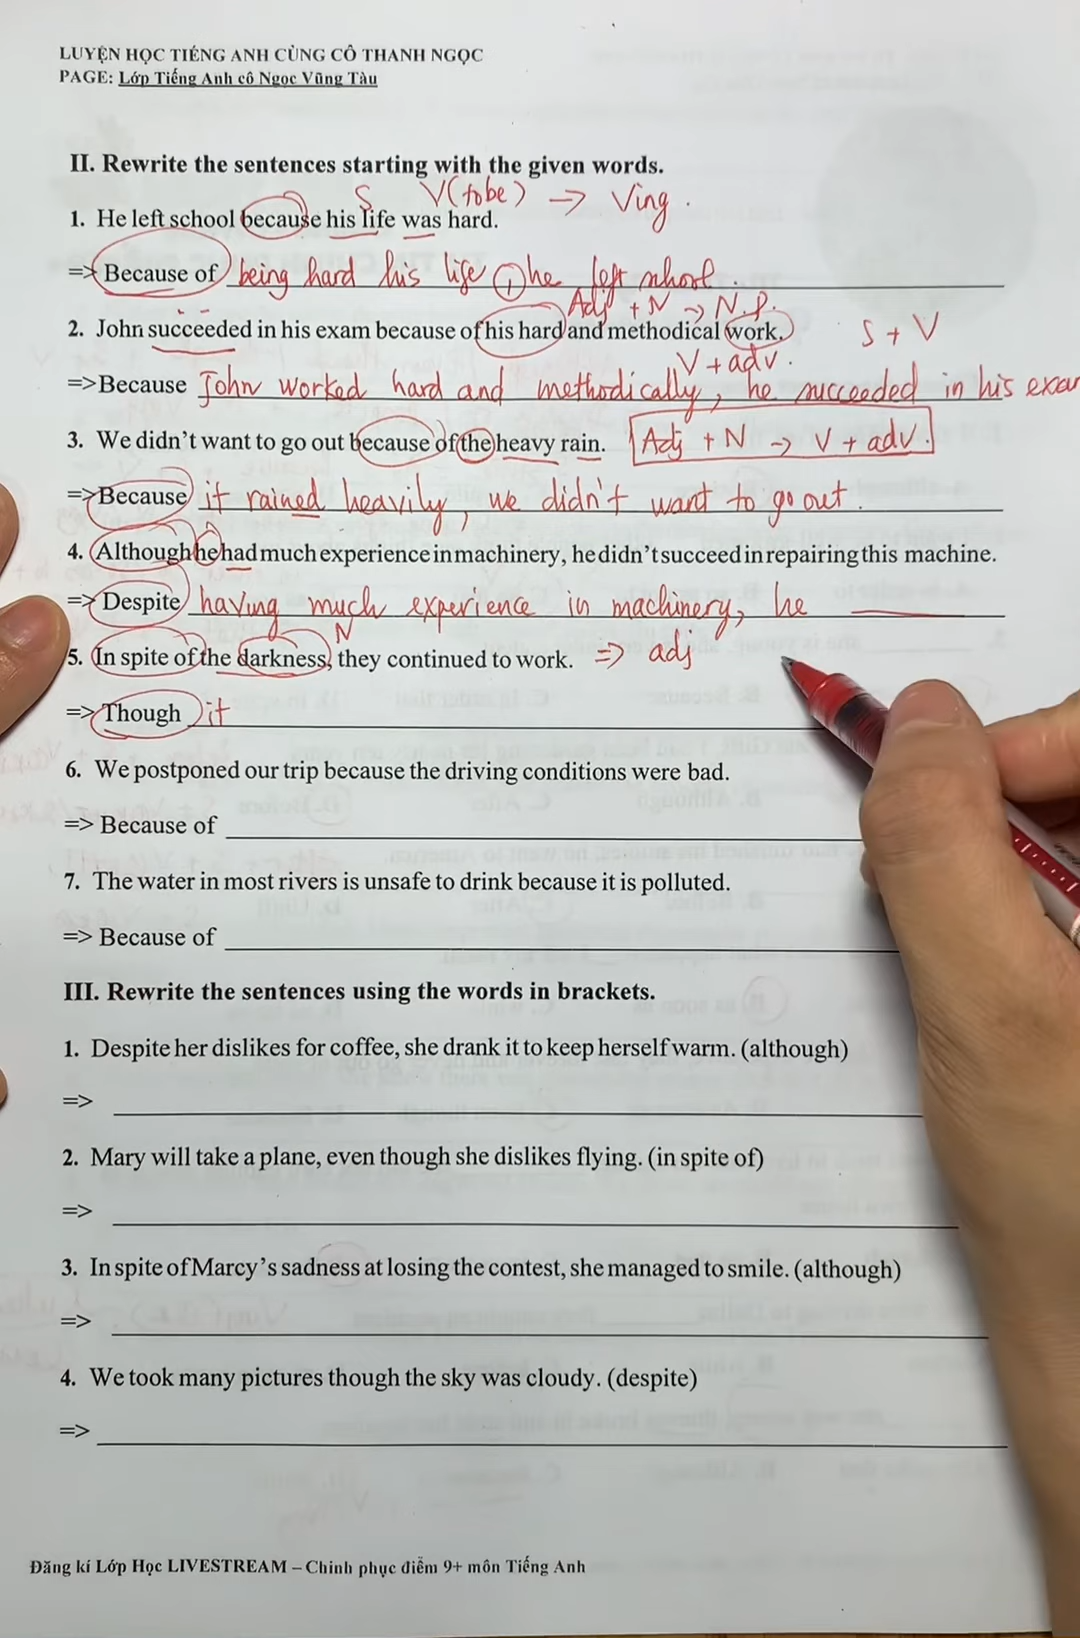 LUYỆN HỌC TIẾNG ANH CÙNG CÔ THANH NGỌC
PAGE: Lớp Tiếng Anh cô Ngọc Vũng Tàu
II. Rewrite the sentences starting with the given words.
S V(tobe) → Ving.
1. He left school because his life was hard.
=> Because of being hard his life, he left school.
Adj + N → N.p.
2. John succeeded in his exam because of his hard and methodical work. S + V
V + adv.
=>Because John worked hard and methodically, he succeeded in his exam
3. We didn't want to go out because of the heavy rain. Adj + N → V + adv.
=>Because it rained heavily, we didn't want to go out.
4. Although he had much experience in machinery, he didn't succeed in repairing this machine.
=> Despite having much experience in machinery, he
N
5. In spite of the darkness, they continued to work. => adj
=> Though it
6. We postponed our trip because the driving conditions were bad.
=> Because of
7. The water in most rivers is unsafe to drink because it is polluted.
=> Because of
III. Rewrite the sentences using the words in brackets.
1. Despite her dislikes for coffee, she drank it to keep herself warm. (although)
=>
2. Mary will take a plane, even though she dislikes flying. (in spite of)
=>
3. In spite of Marcy's sadness at losing the contest, she managed to smile. (although)
=>
4. We took many pictures though the sky was cloudy. (despite)
=>
Đăng kí Lớp Học LIVESTREAM – Chinh phục điểm 9+ môn Tiếng Anh